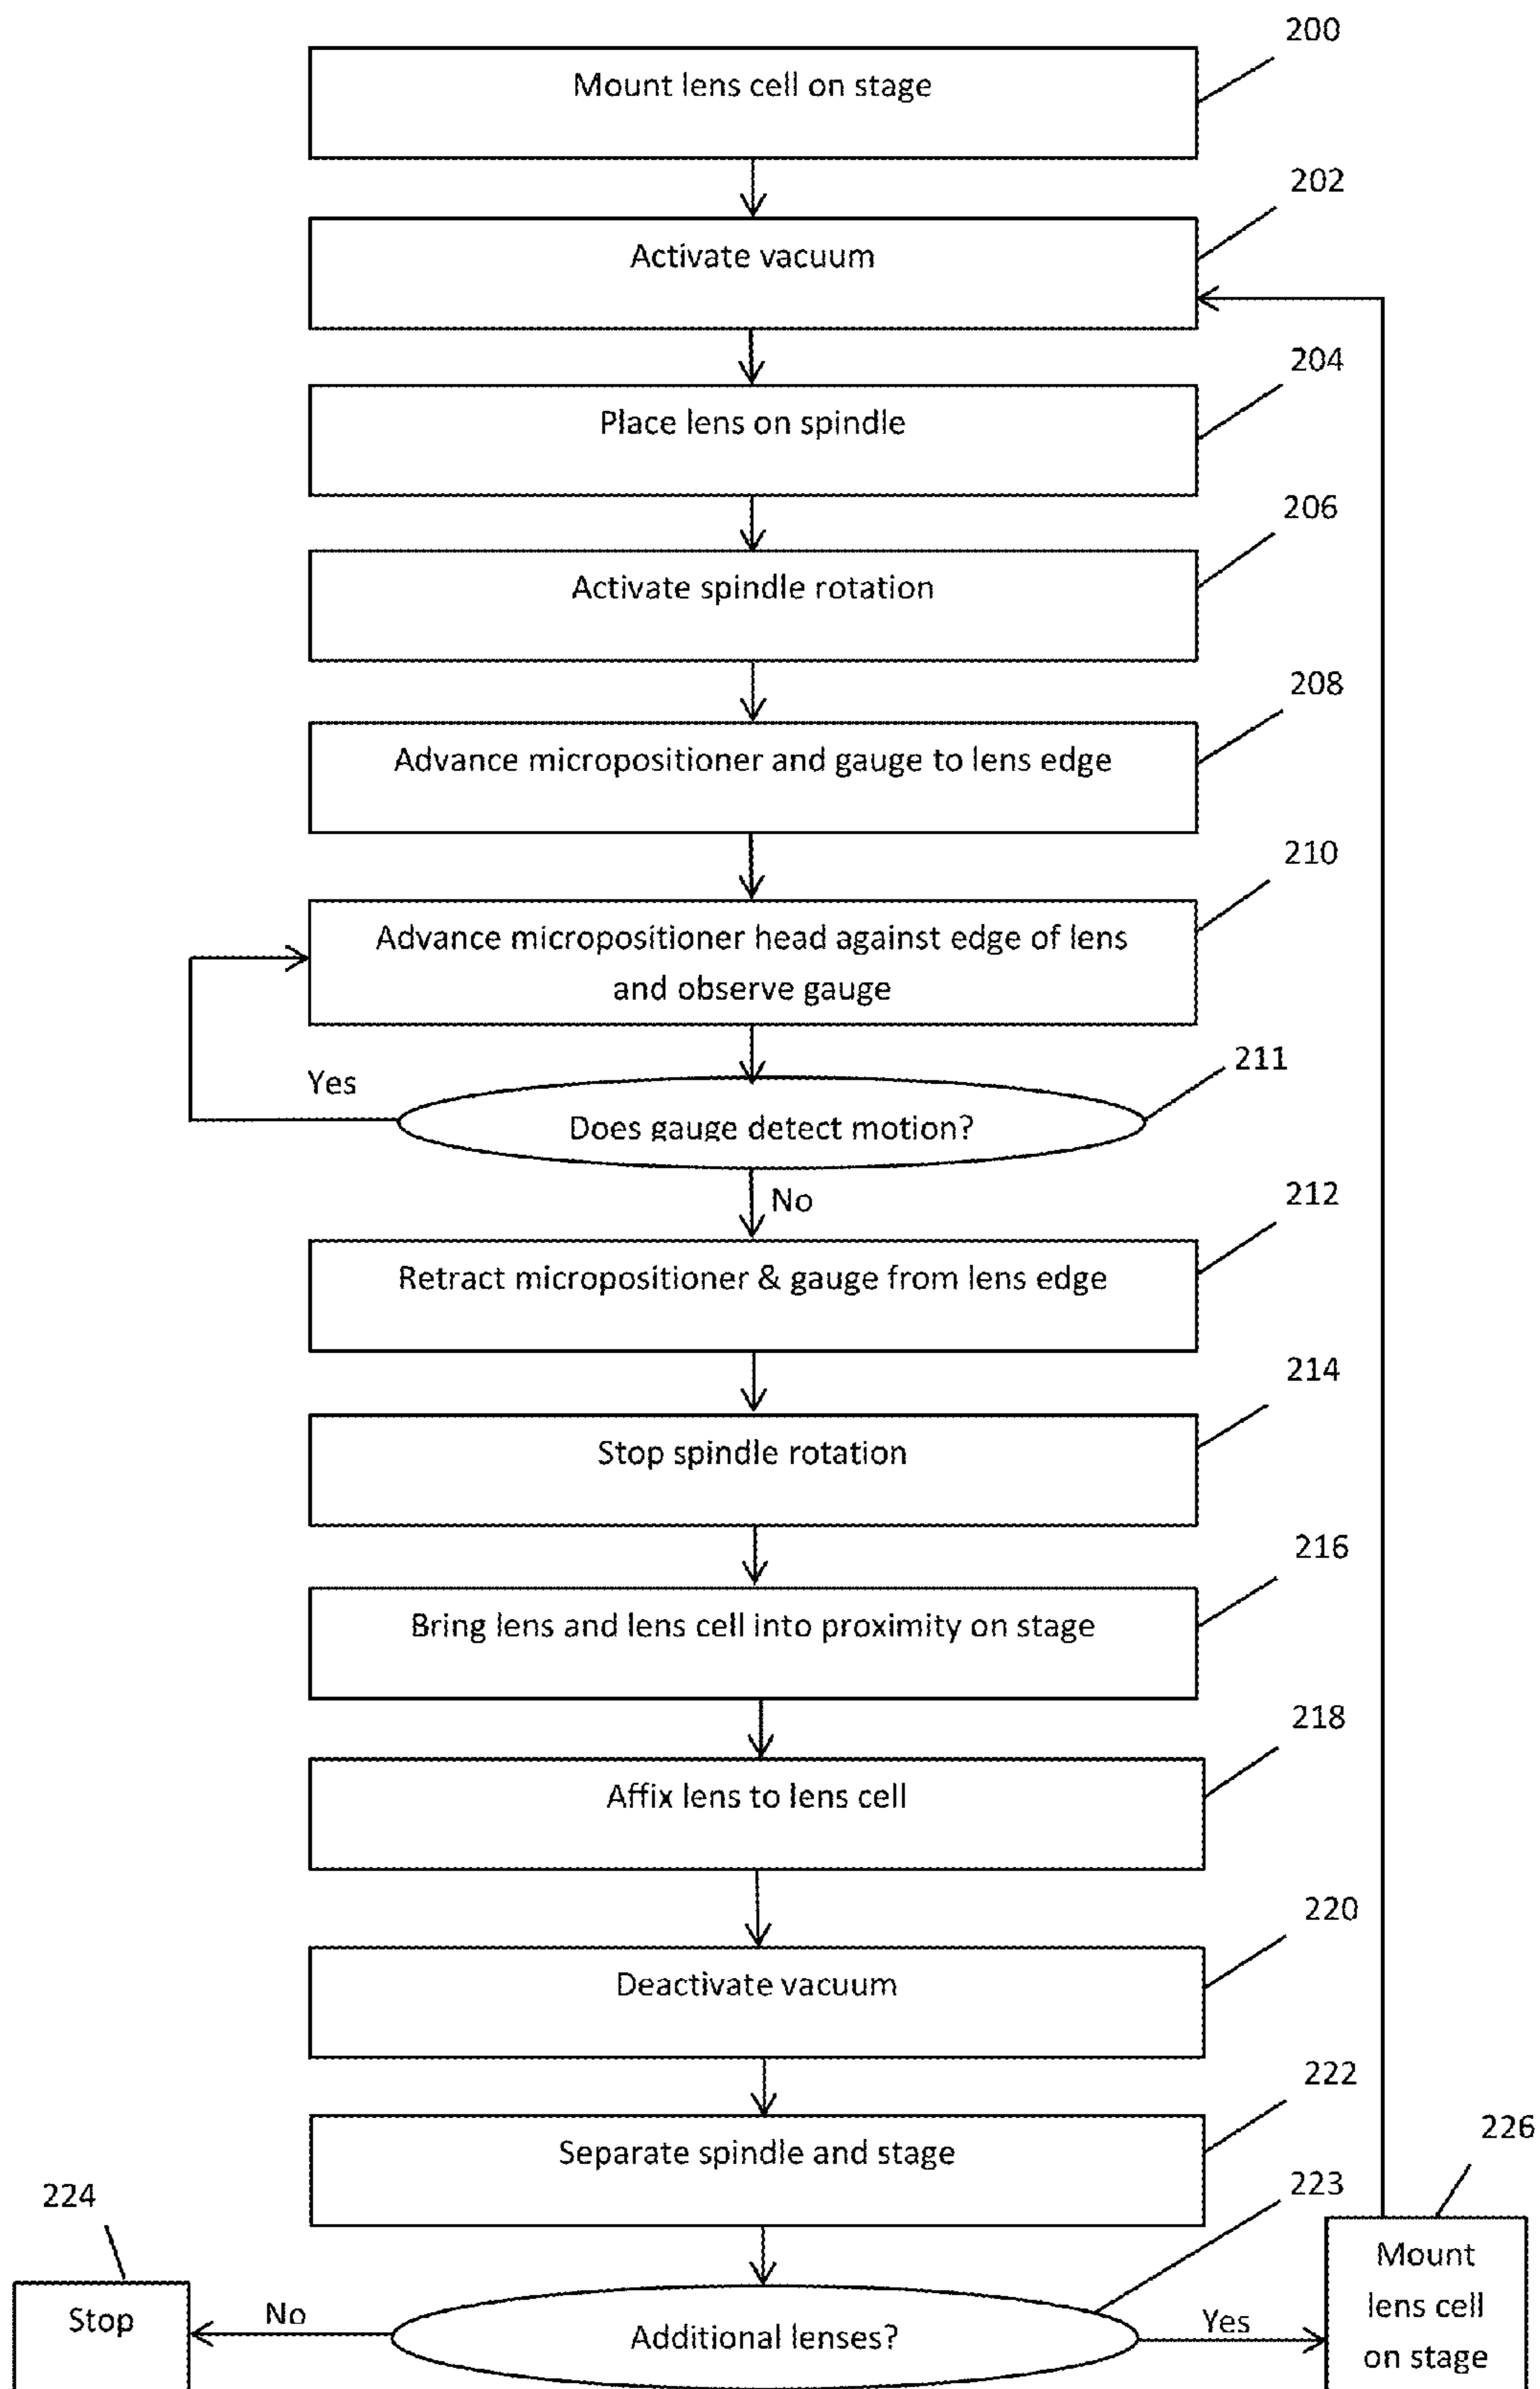 200
Mount lens cell on stage
202
Activate vacuum
204
Place lens on spindle
206
Activate spindle rotation
208
Advance micropositioner and gauge to lens edge
210
Advance micropositioner head against edge of lens
and observe gauge
211
Yes
Does gauge detect motion?
No
212
Retract micropositioner & gauge from lens edge
214
Stop spindle rotation
216
Bring lens and lens cell into proximity on stage
218
Affix lens to lens cell
220
Deactivate vacuum
222
Separate spindle and stage
223
224
Stop
No
Additional lenses?
Yes
226
Mount
lens cell
on stage